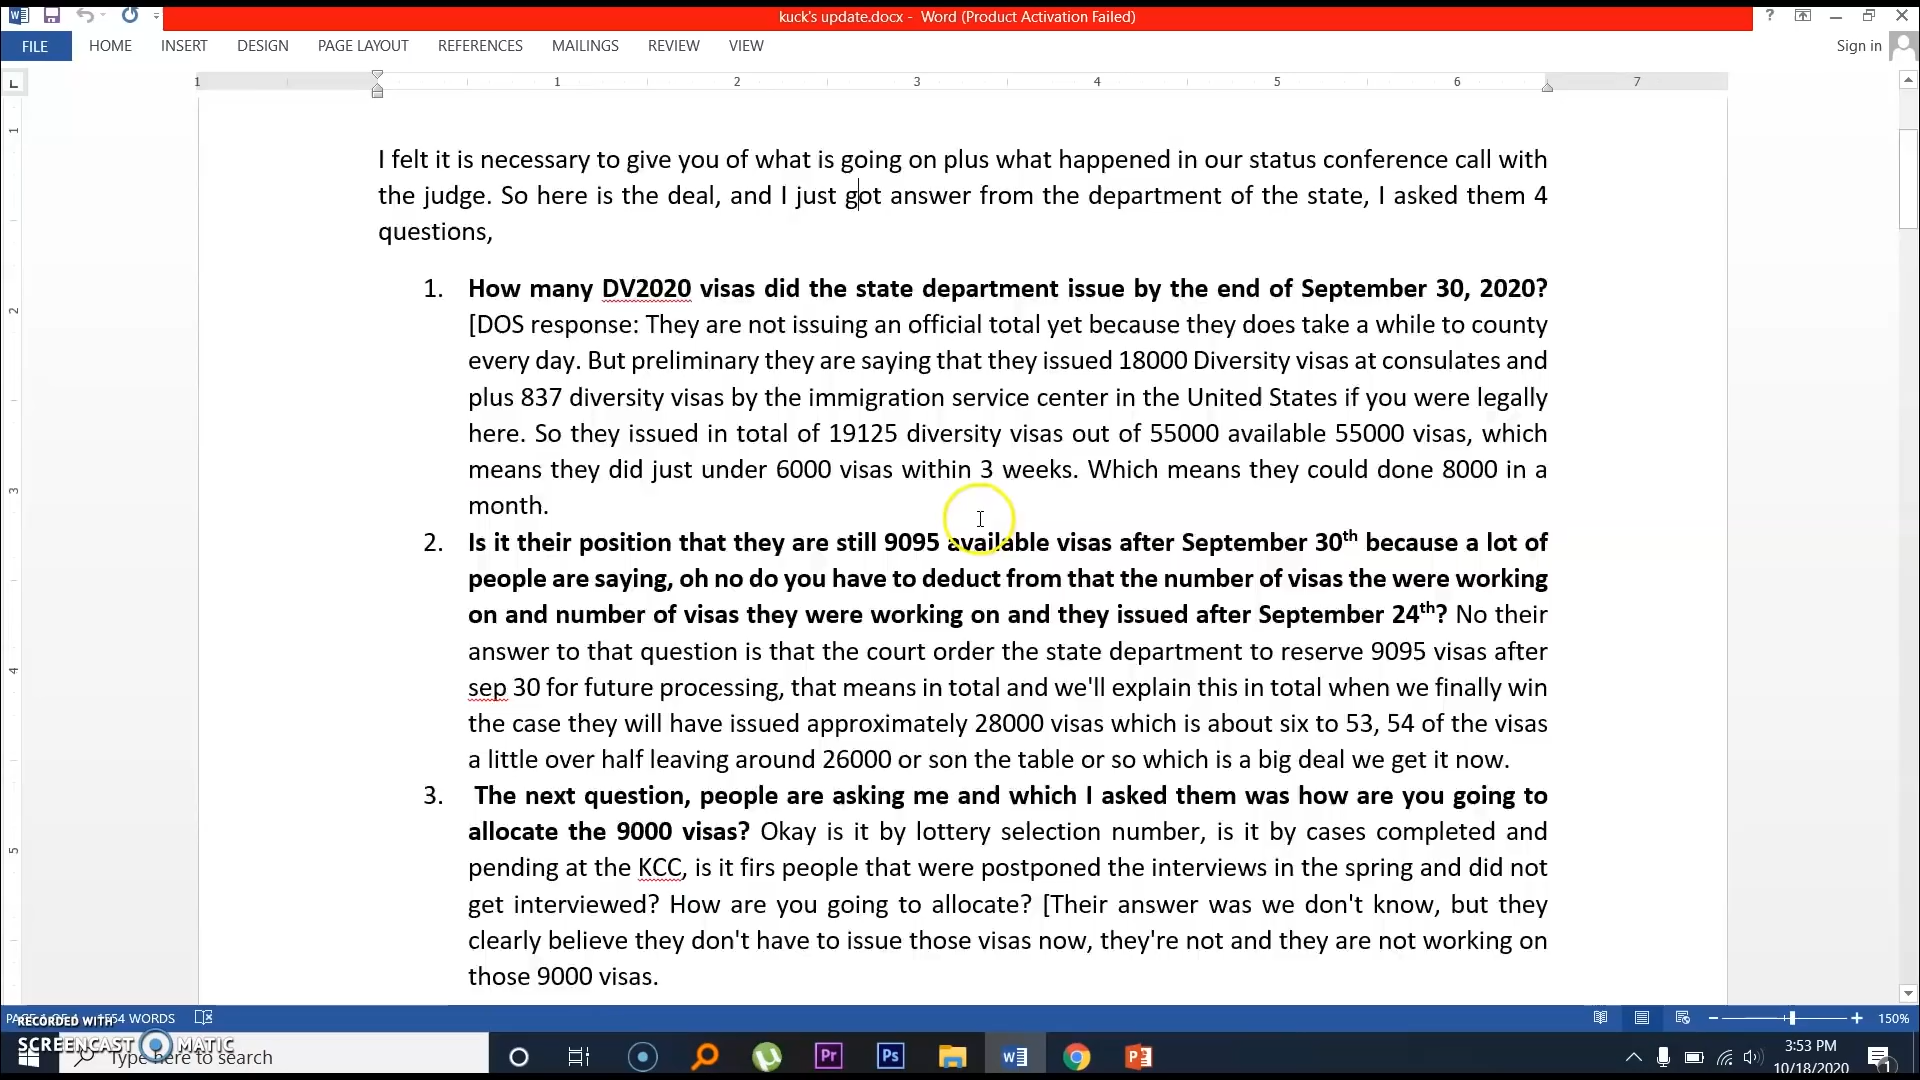 kuck's update.docx - Word (Product Activation Failed)
FILE HOME INSERT DESIGN PAGE LAYOUT REFERENCES MAILINGS REVIEW VIEW Sign in
1 1 2 3 4 5 6 7
I felt it is necessary to give you of what is going on plus what happened in our status conference call with
the judge. So here is the deal, and I just got answer from the department of the state, I asked them 4
questions,
1. How many DV2020 visas did the state department issue by the end of September 30, 2020?
[DOS response: They are not issuing an official total yet because they does take a while to county
every day. But preliminary they are saying that they issued 18000 Diversity visas at consulates and
plus 837 diversity visas by the immigration service center in the United States if you were legally
here. So they issued in total of 19125 diversity visas out of 55000 available 55000 visas, which
means they did just under 6000 visas within 3 weeks. Which means they could done 8000 in a
month.
2. Is it their position that they are still 9095 available visas after September 30th because a lot of
people are saying, oh no do you have to deduct from that the number of visas the were working
on and number of visas they were working on and they issued after September 24th? No their
answer to that question is that the court order the state department to reserve 9095 visas after
sep 30 for future processing, that means in total and we'll explain this in total when we finally win
the case they will have issued approximately 28000 visas which is about six to 53, 54 of the visas
a little over half leaving around 26000 or son the table or so which is a big deal we get it now.
3. The next question, people are asking me and which I asked them was how are you going to
allocate the 9000 visas? Okay is it by lottery selection number, is it by cases completed and
pending at the KCC, is it firs people that were postponed the interviews in the spring and did not
get interviewed? How are you going to allocate? [Their answer was we don't know, but they
clearly believe they don't have to issue those visas now, they're not and they are not working on
those 9000 visas.
1
2
3
4
5
WORDS 150%
RECORDED WITH
SCREENCAST MATIC
Type here to search
Pr Ps
3:53 PM
10/18/2020
1